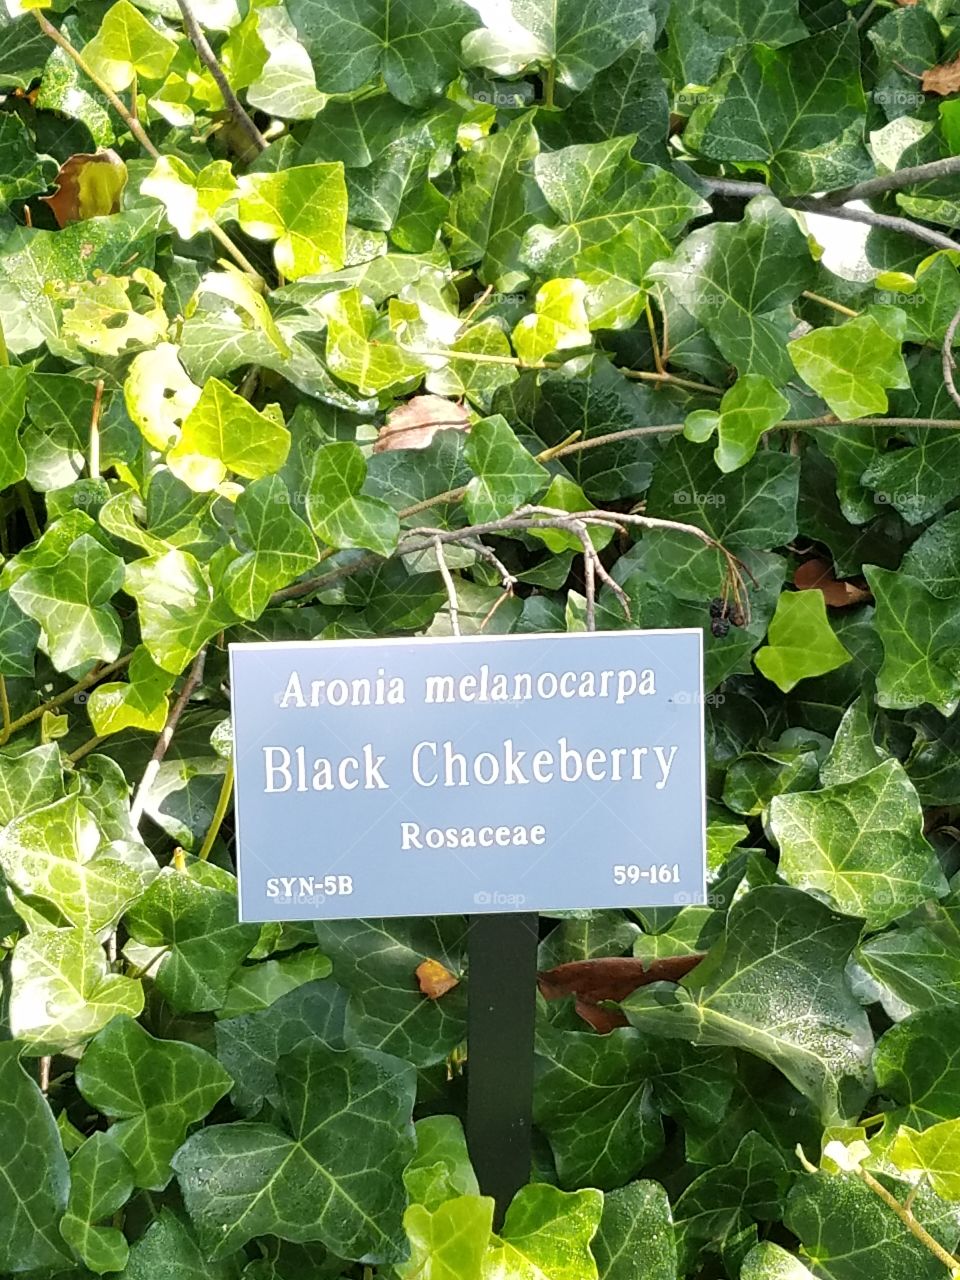 Aronia melanocarpa
Black Chokeberry
Rosaceae
SYN-5B 59-161